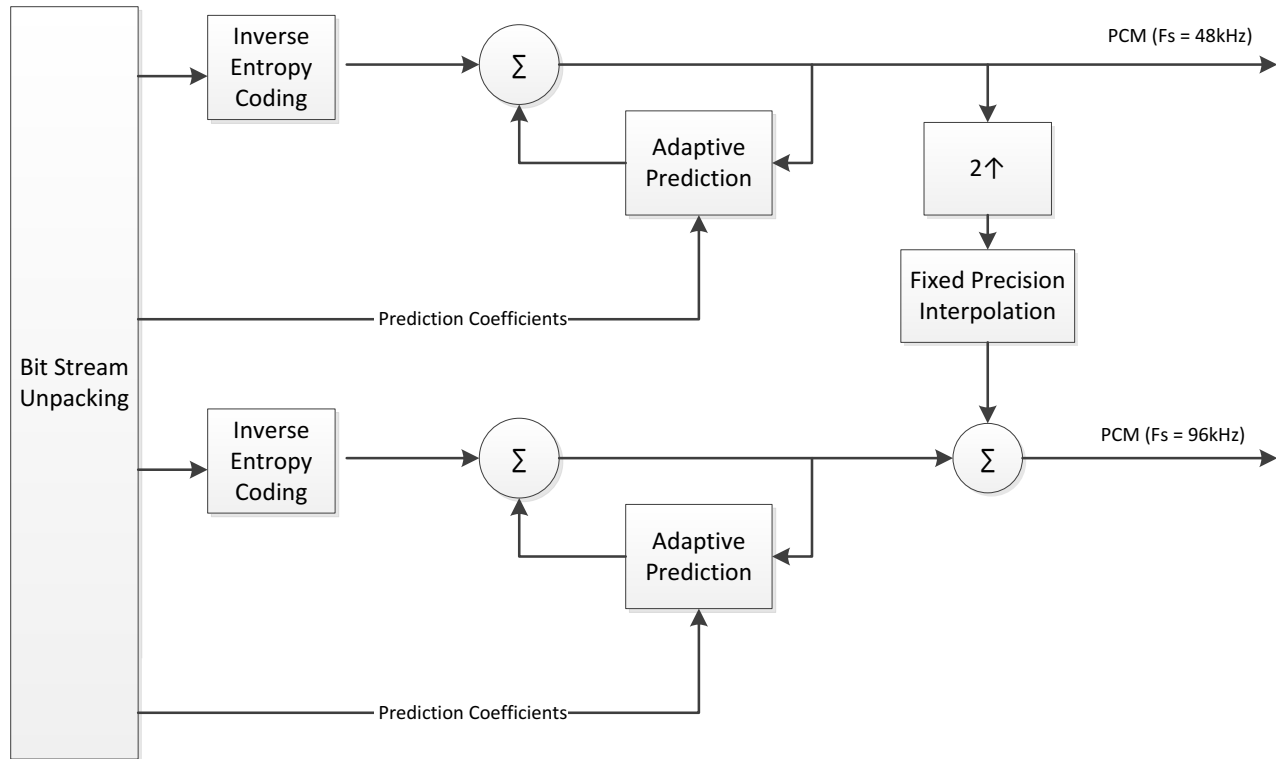 Inverse
Entropy
Coding
Σ
PCM (Fs = 48kHz)
Adaptive
Prediction
2↑
Fixed Precision
Interpolation
Prediction Coefficients
Bit Stream
Unpacking
Inverse
Entropy
Coding
Σ
Σ
PCM (Fs = 96kHz)
Adaptive
Prediction
Prediction Coefficients